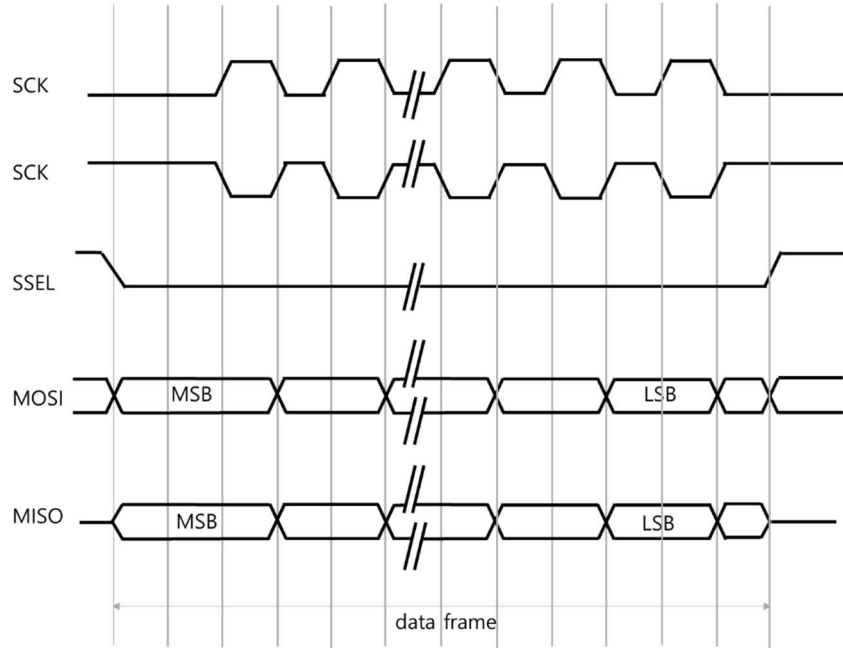 SCK
SCK
SSEL
MOSI
MSB
LSB
MISO
MSB
LSB
data frame